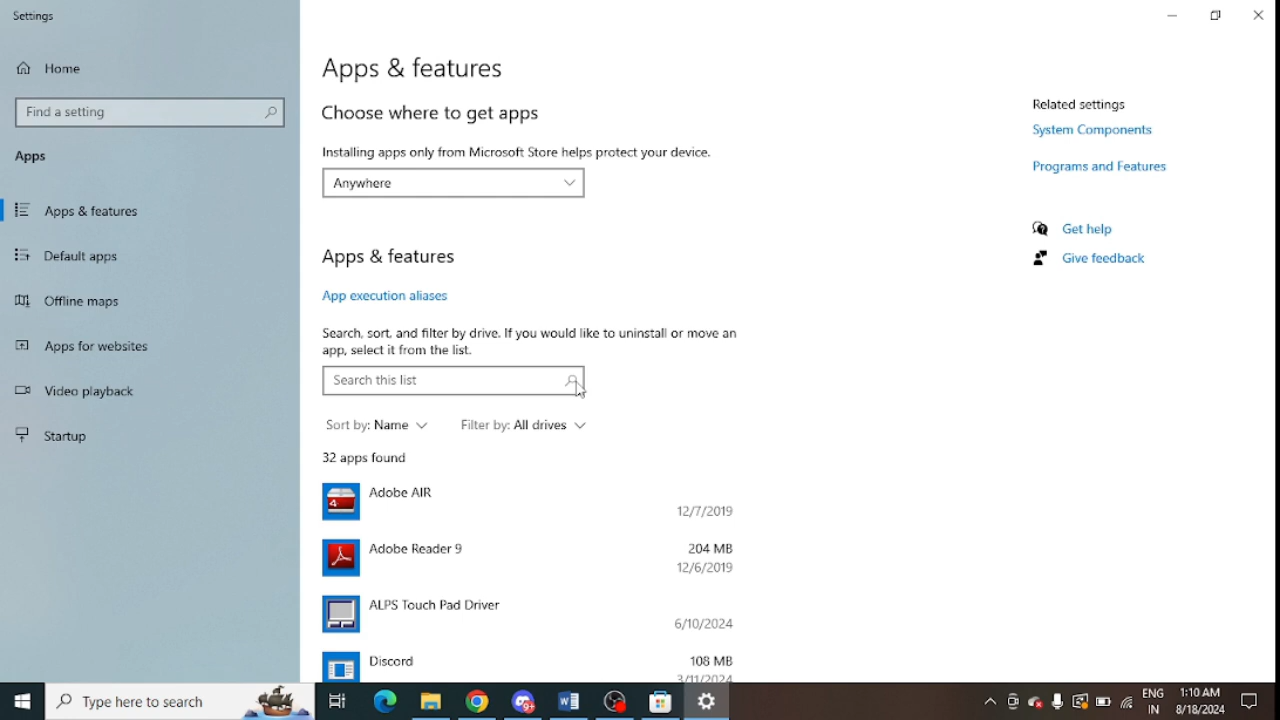 Settings
Home
Find a setting
Apps
Apps & features
Default apps
Offline maps
Apps for websites
Video playback
Startup
Apps & features
Choose where to get apps
Installing apps only from Microsoft Store helps protect your device.
Anywhere
Apps & features
App execution aliases
Search, sort, and filter by drive. If you would like to uninstall or move an
app, select it from the list.
Search this list
Sort by: Name Filter by: All drives
32 apps found
Adobe AIR
12/7/2019
Adobe Reader 9 204 MB
12/6/2019
ALPS Touch Pad Driver
6/10/2024
Discord 108 MB
3/11/2024
Related settings
System Components
Programs and Features
Get help
Give feedback
Type here to search
9+
ENG
IN
1:10 AM
8/18/2024